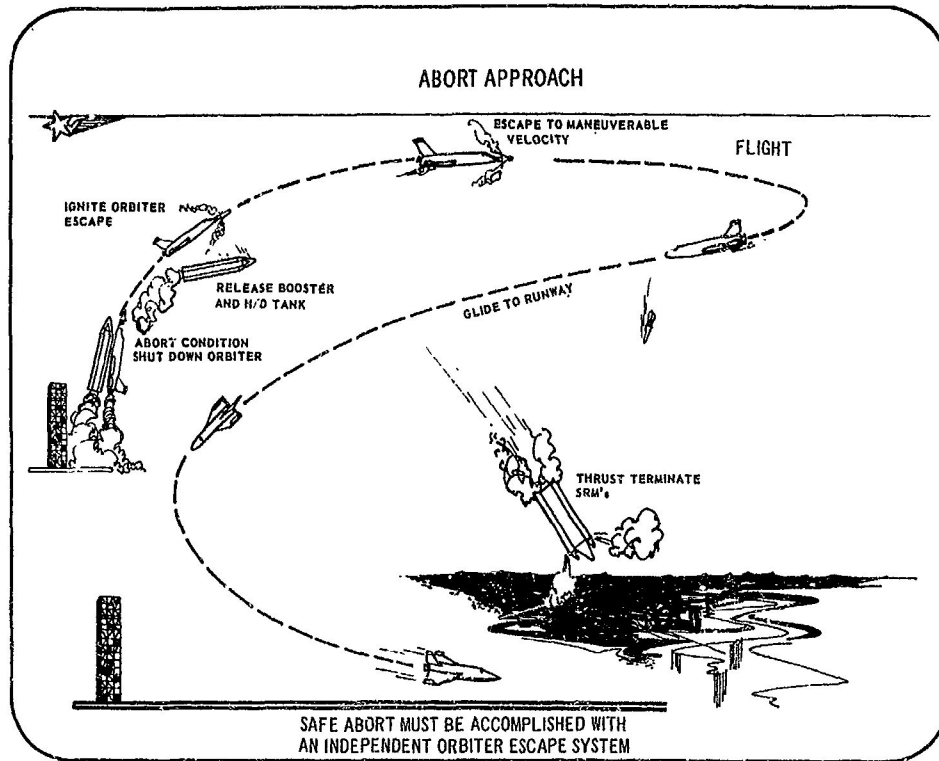 ABORT APPROACH
ESCAPE TO MANEUVERABLE
VELOCITY
FLIGHT
IGNITE ORBITER
ESCAPE
RELEASE BOOSTER
AND H/O TANK
GLIDE TO RUNWAY
ABORT CONDITION
SHUT DOWN ORBITER
THRUST TERMINATE
SRM's
SAFE ABORT MUST BE ACCOMPLISHED WITH
AN INDEPENDENT ORBITER ESCAPE SYSTEM